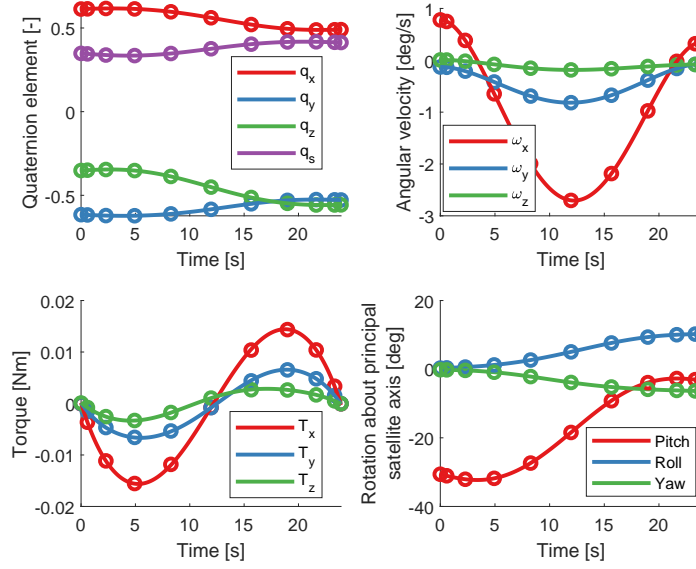 0.5
0
-0.5
Quaternion element [-]
q_x
q_y
q_z
q_s
0 5 10 15 20
Time [s]
1
0
-1
-2
-3
Angular velocity [deg/s]
ω_x
ω_y
ω_z
0 5 10 15 20
Time [s]
0.02
0.01
0
-0.01
-0.02
Torque [Nm]
T_x
T_y
T_z
0 5 10 15 20
Time [s]
20
0
-20
-40
Rotation about principal
satellite axis [deg]
Pitch
Roll
Yaw
0 5 10 15 20
Time [s]